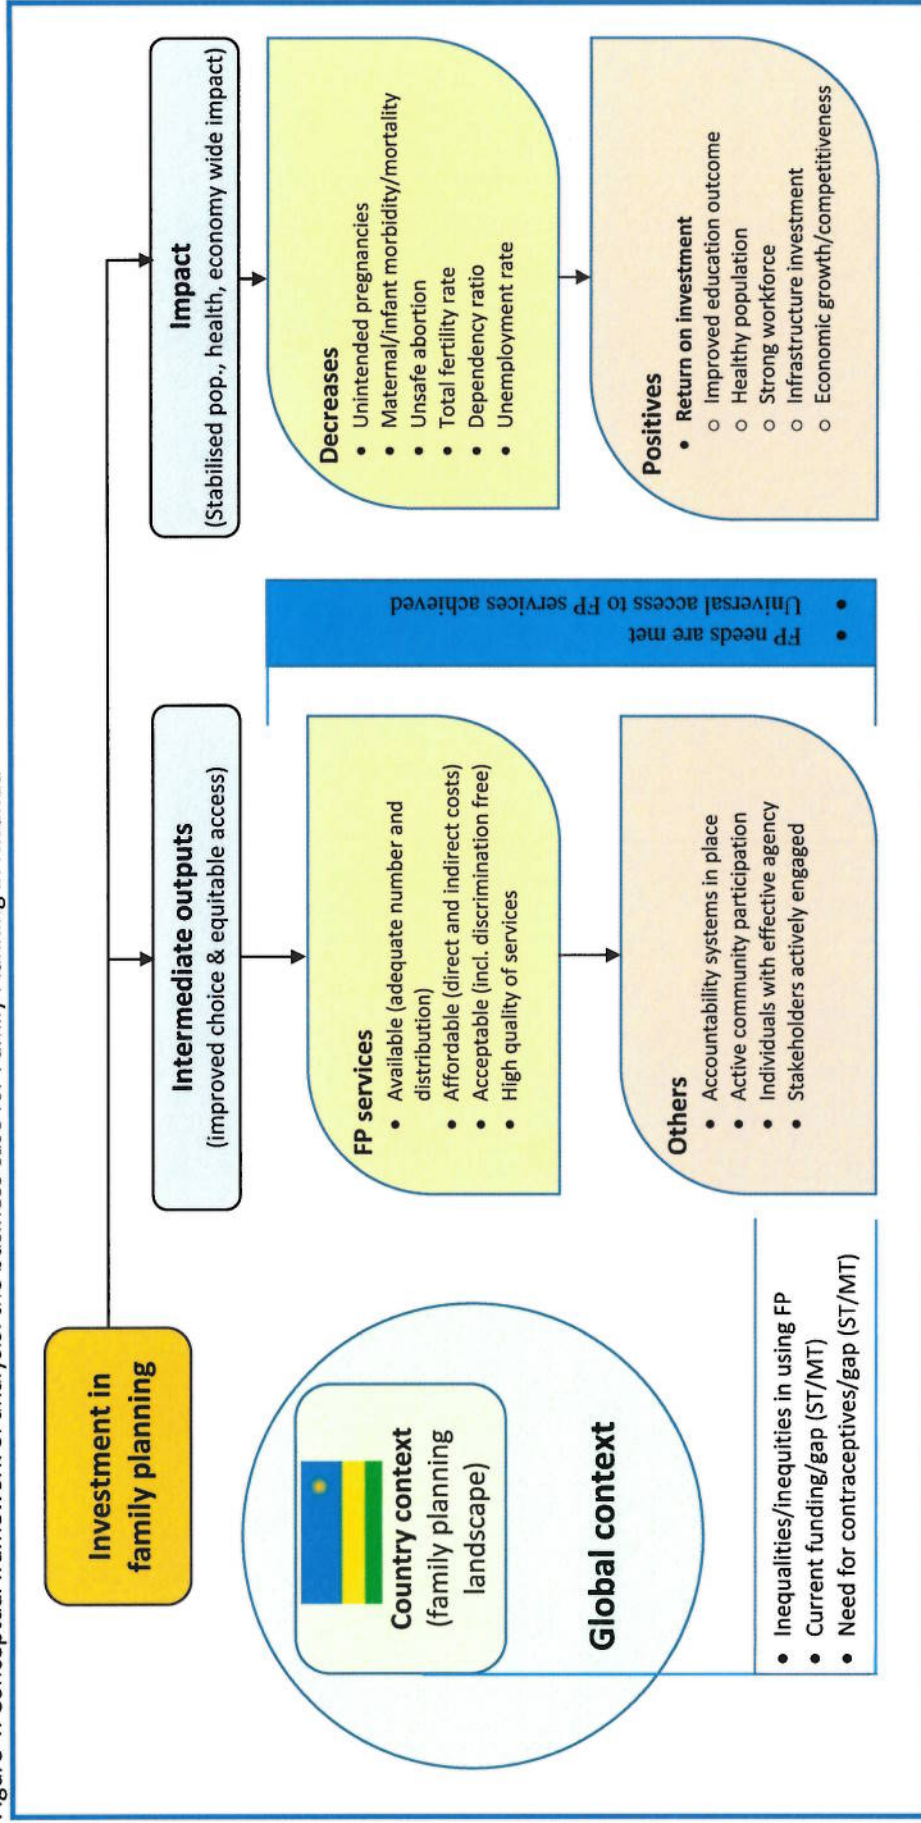 Investment in
family planning
Country context
(family planning
landscape)
Global context
• Inequalities/inequities in using FP
• Current funding/gap (ST/MT)
• Need for contraceptives/gap (ST/MT)
Intermediate outputs
(improved choice & equitable access)
FP services
• Available (adequate number and
distribution)
• Affordable (direct and indirect costs)
• Acceptable (incl. discrimination free)
• High quality of services
Others
• Accountability systems in place
• Active community participation
• Individuals with effective agency
• Stakeholders actively engaged
• FP needs are met
• Universal access to FP services achieved
Impact
(Stabilised pop., health, economy wide impact)
Decreases
• Unintended pregnancies
• Maternal/infant morbidity/mortality
• Unsafe abortion
• Total fertility rate
• Dependency ratio
• Unemployment rate
Positives
• Return on investment
o Improved education outcome
o Healthy population
o Strong workforce
o Infrastructure investment
o Economic growth/competitiveness